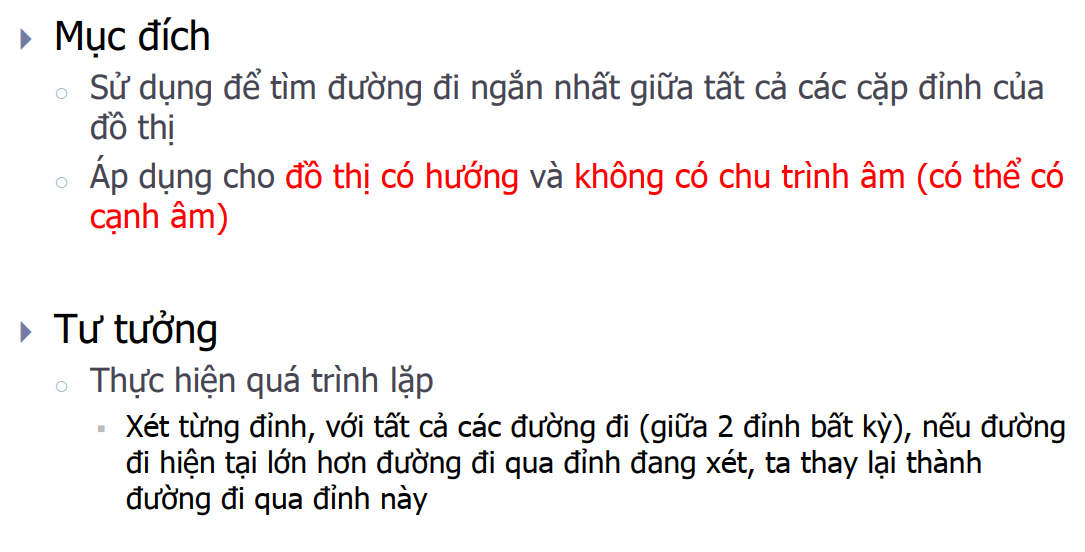 Mục đích
Sử dụng để tìm đường đi ngắn nhất giữa tất cả các cặp đỉnh của
đồ thị
Áp dụng cho đồ thị có hướng và không có chu trình âm (có thể có
cạnh âm)
Tư tưởng
Thực hiện quá trình lặp
Xét từng đỉnh, với tất cả các đường đi (giữa 2 đỉnh bất kỳ), nếu đường
đi hiện tại lớn hơn đường đi qua đỉnh đang xét, ta thay lại thành
đường đi qua đỉnh này